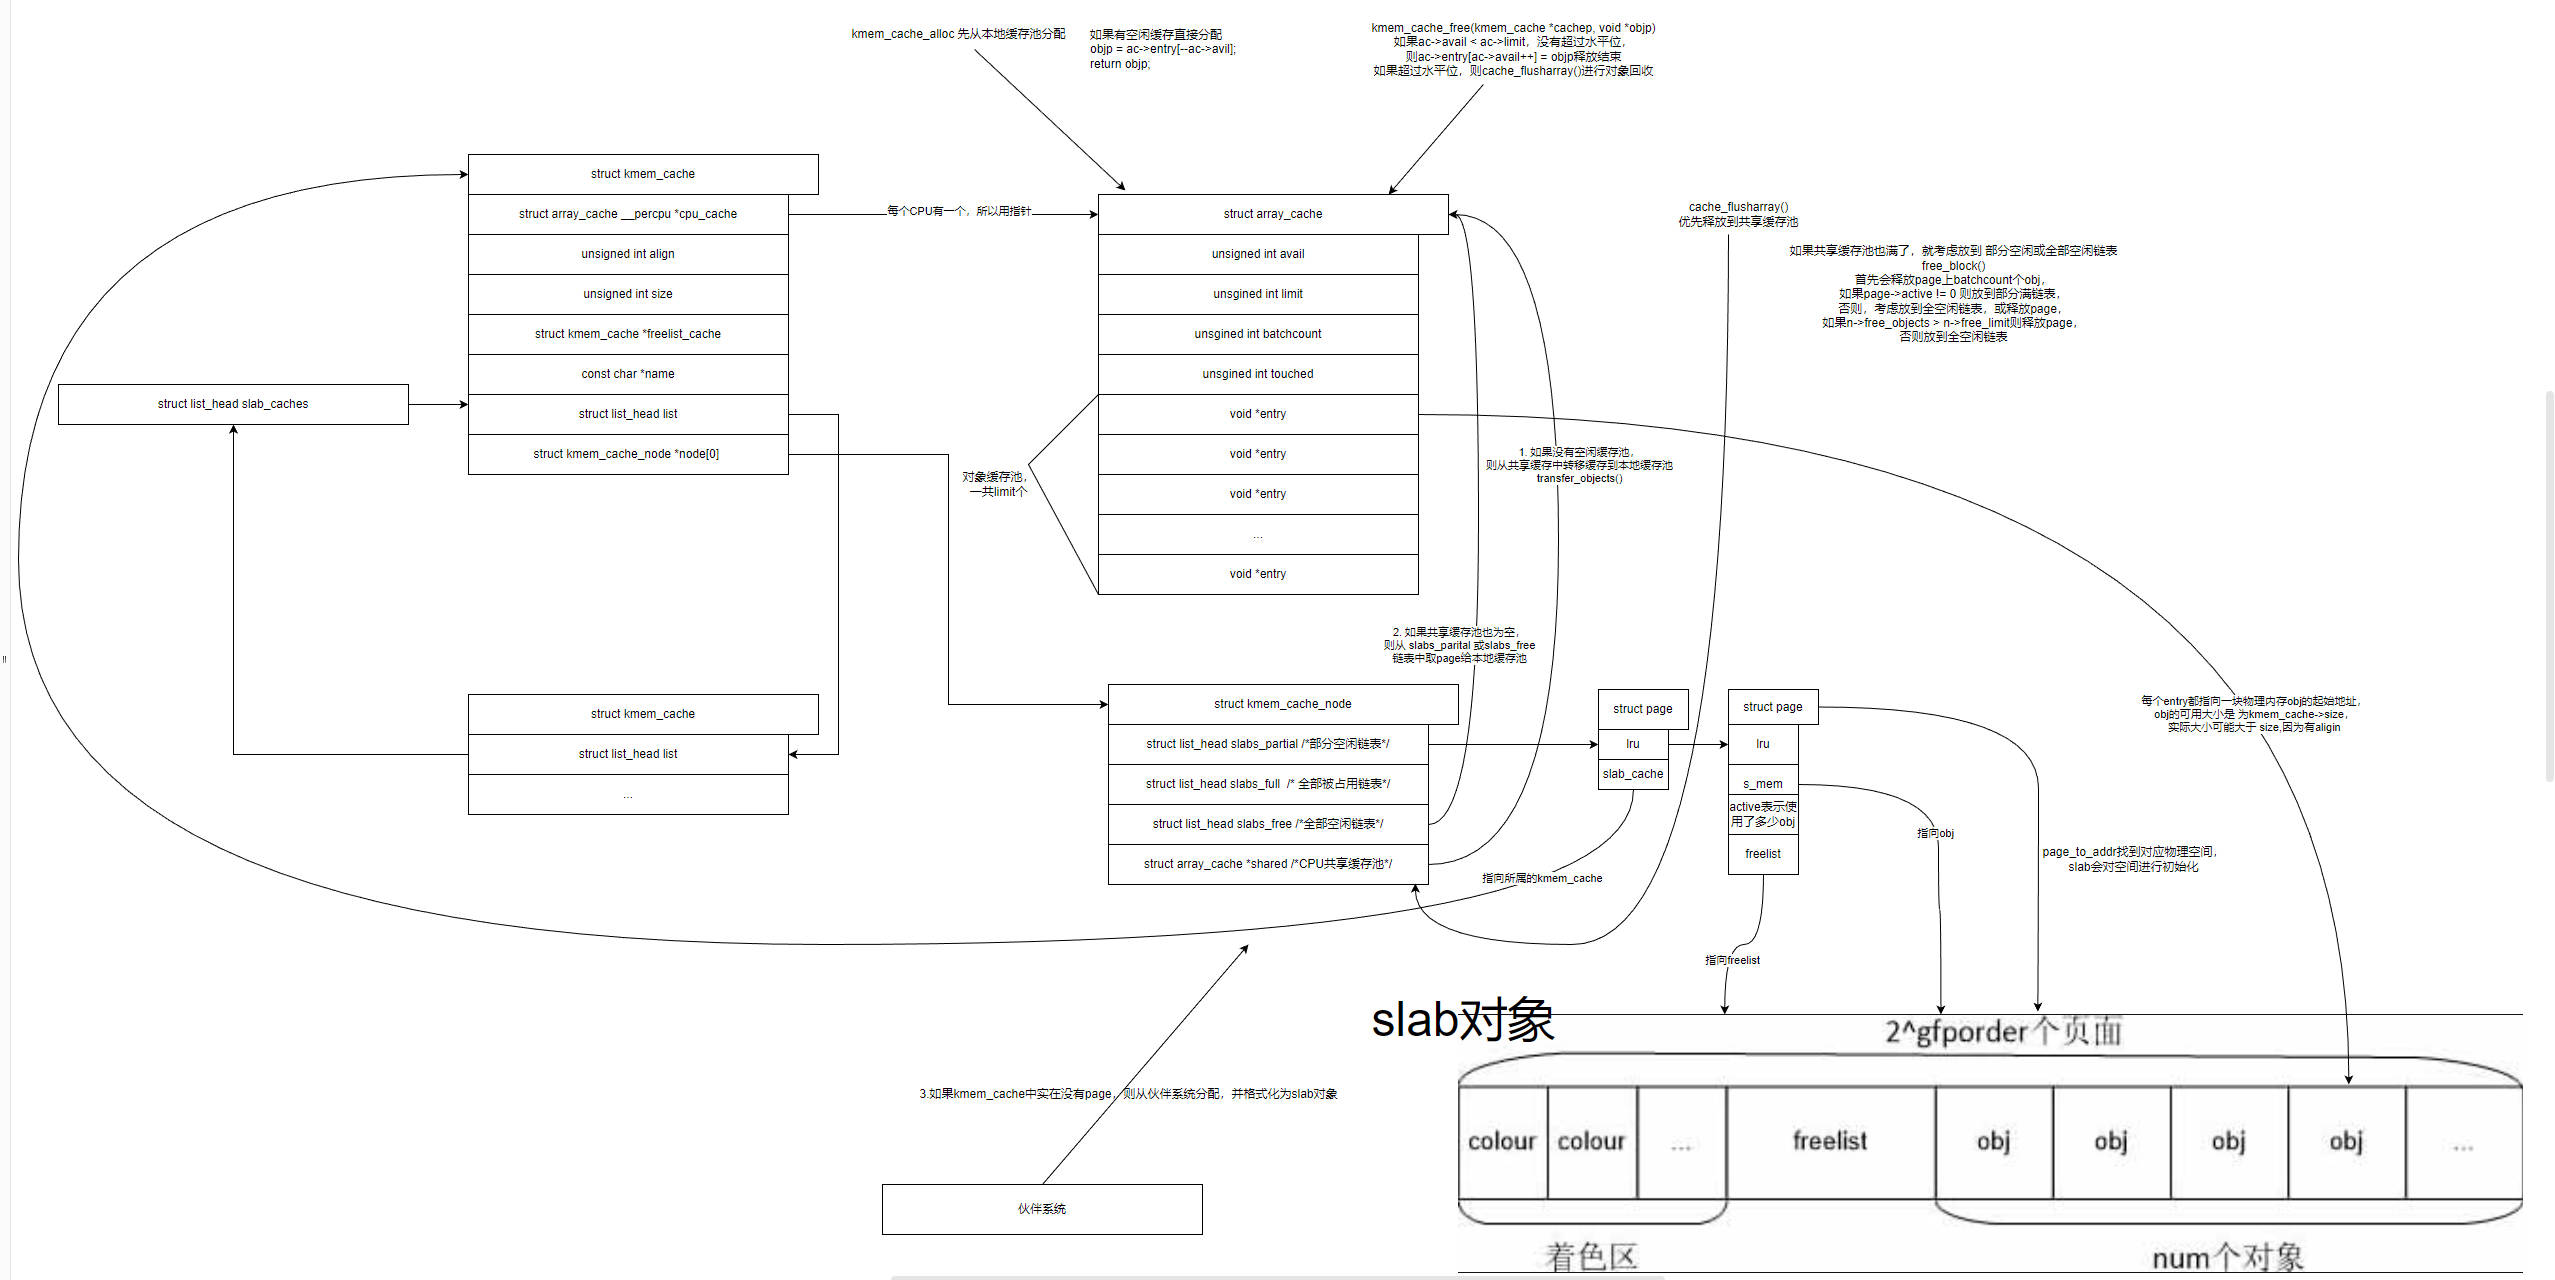 kmem_cache_alloc 先从本地缓存池分配
如果有空闲缓存直接分配
objp = ac->entry[--ac->avil];
return objp;
kmem_cache_free(kmem_cache *cachep, void *objp)
如果ac->avail < ac->limit，没有超过水平位，
则ac->entry[ac->avail++] = objp释放结束
如果超过水平位，则cache_flusharray()进行对象回收
struct kmem_cache
struct array_cache __percpu *cpu_cache
unsigned int align
unsigned int size
struct kmem_cache *freelist_cache
const char *name
struct list_head list
struct kmem_cache_node *node[0]
struct list_head slab_caches
每个CPU有一个，所以用指针
struct array_cache
unsigned int avail
unsgined int limit
unsgined int batchcount
unsgined int touched
void *entry
void *entry
void *entry
...
void *entry
对象缓存池，
一共limit个
cache_flusharray()
优先释放到共享缓存池
如果共享缓存池也满了，就考虑放到 部分空闲或全部空闲链表
free_block()
首先会释放page上batchcount个obj，
如果page->active != 0 则放到部分满链表，
否则，考虑放到全空闲链表，或释放page，
如果n->free_objects > n->free_limit则释放page，
否则放到全空闲链表
1. 如果没有空闲缓存池，
则从共享缓存中转移缓存到本地缓存池
transfer_objects()
2. 如果共享缓存池也为空，
则从 slabs_parital 或slabs_free
链表中取page给本地缓存池
struct kmem_cache
struct list_head list
...
struct kmem_cache_node
struct list_head slabs_partial /*部分空闲链表*/
struct list_head slabs_full /* 全部被占用链表*/
struct list_head slabs_free /*全部空闲链表*/
struct array_cache *shared /*CPU共享缓存池*/
struct page
lru
slab_cache
struct page
lru
s_mem
active表示使
用了多少obj
freelist
每个entry都指向一块物理内存obj的起始地址，
obj的可用大小是 为kmem_cache->size，
实际大小可能大于 size,因为有aligin
指向obj
page_to_addr找到对应物理空间，
slab会对空间进行初始化
指向所属的kmem_cache
指向freelist
slab对象
2^gfporder个页面
colour
colour
...
freelist
obj
obj
obj
obj
...
着色区
num个对象
3.如果kmem_cache中实在没有page，则从伙伴系统分配，并格式化为slab对象
伙伴系统